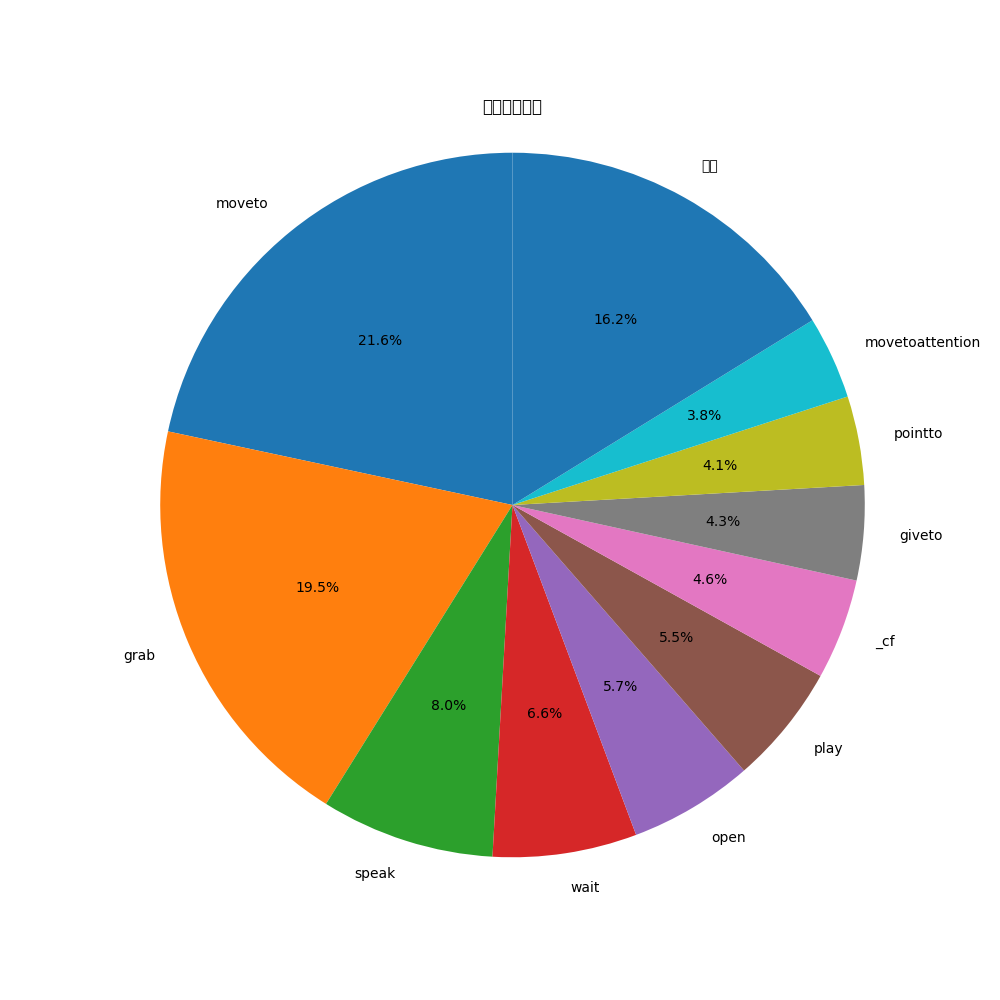 moveto
21.6%
grab
19.5%
speak
8.0%
wait
6.6%
open
5.7%
play
5.5%
_cf
4.6%
giveto
4.3%
pointto
4.1%
movetoattention
3.8%
16.2%